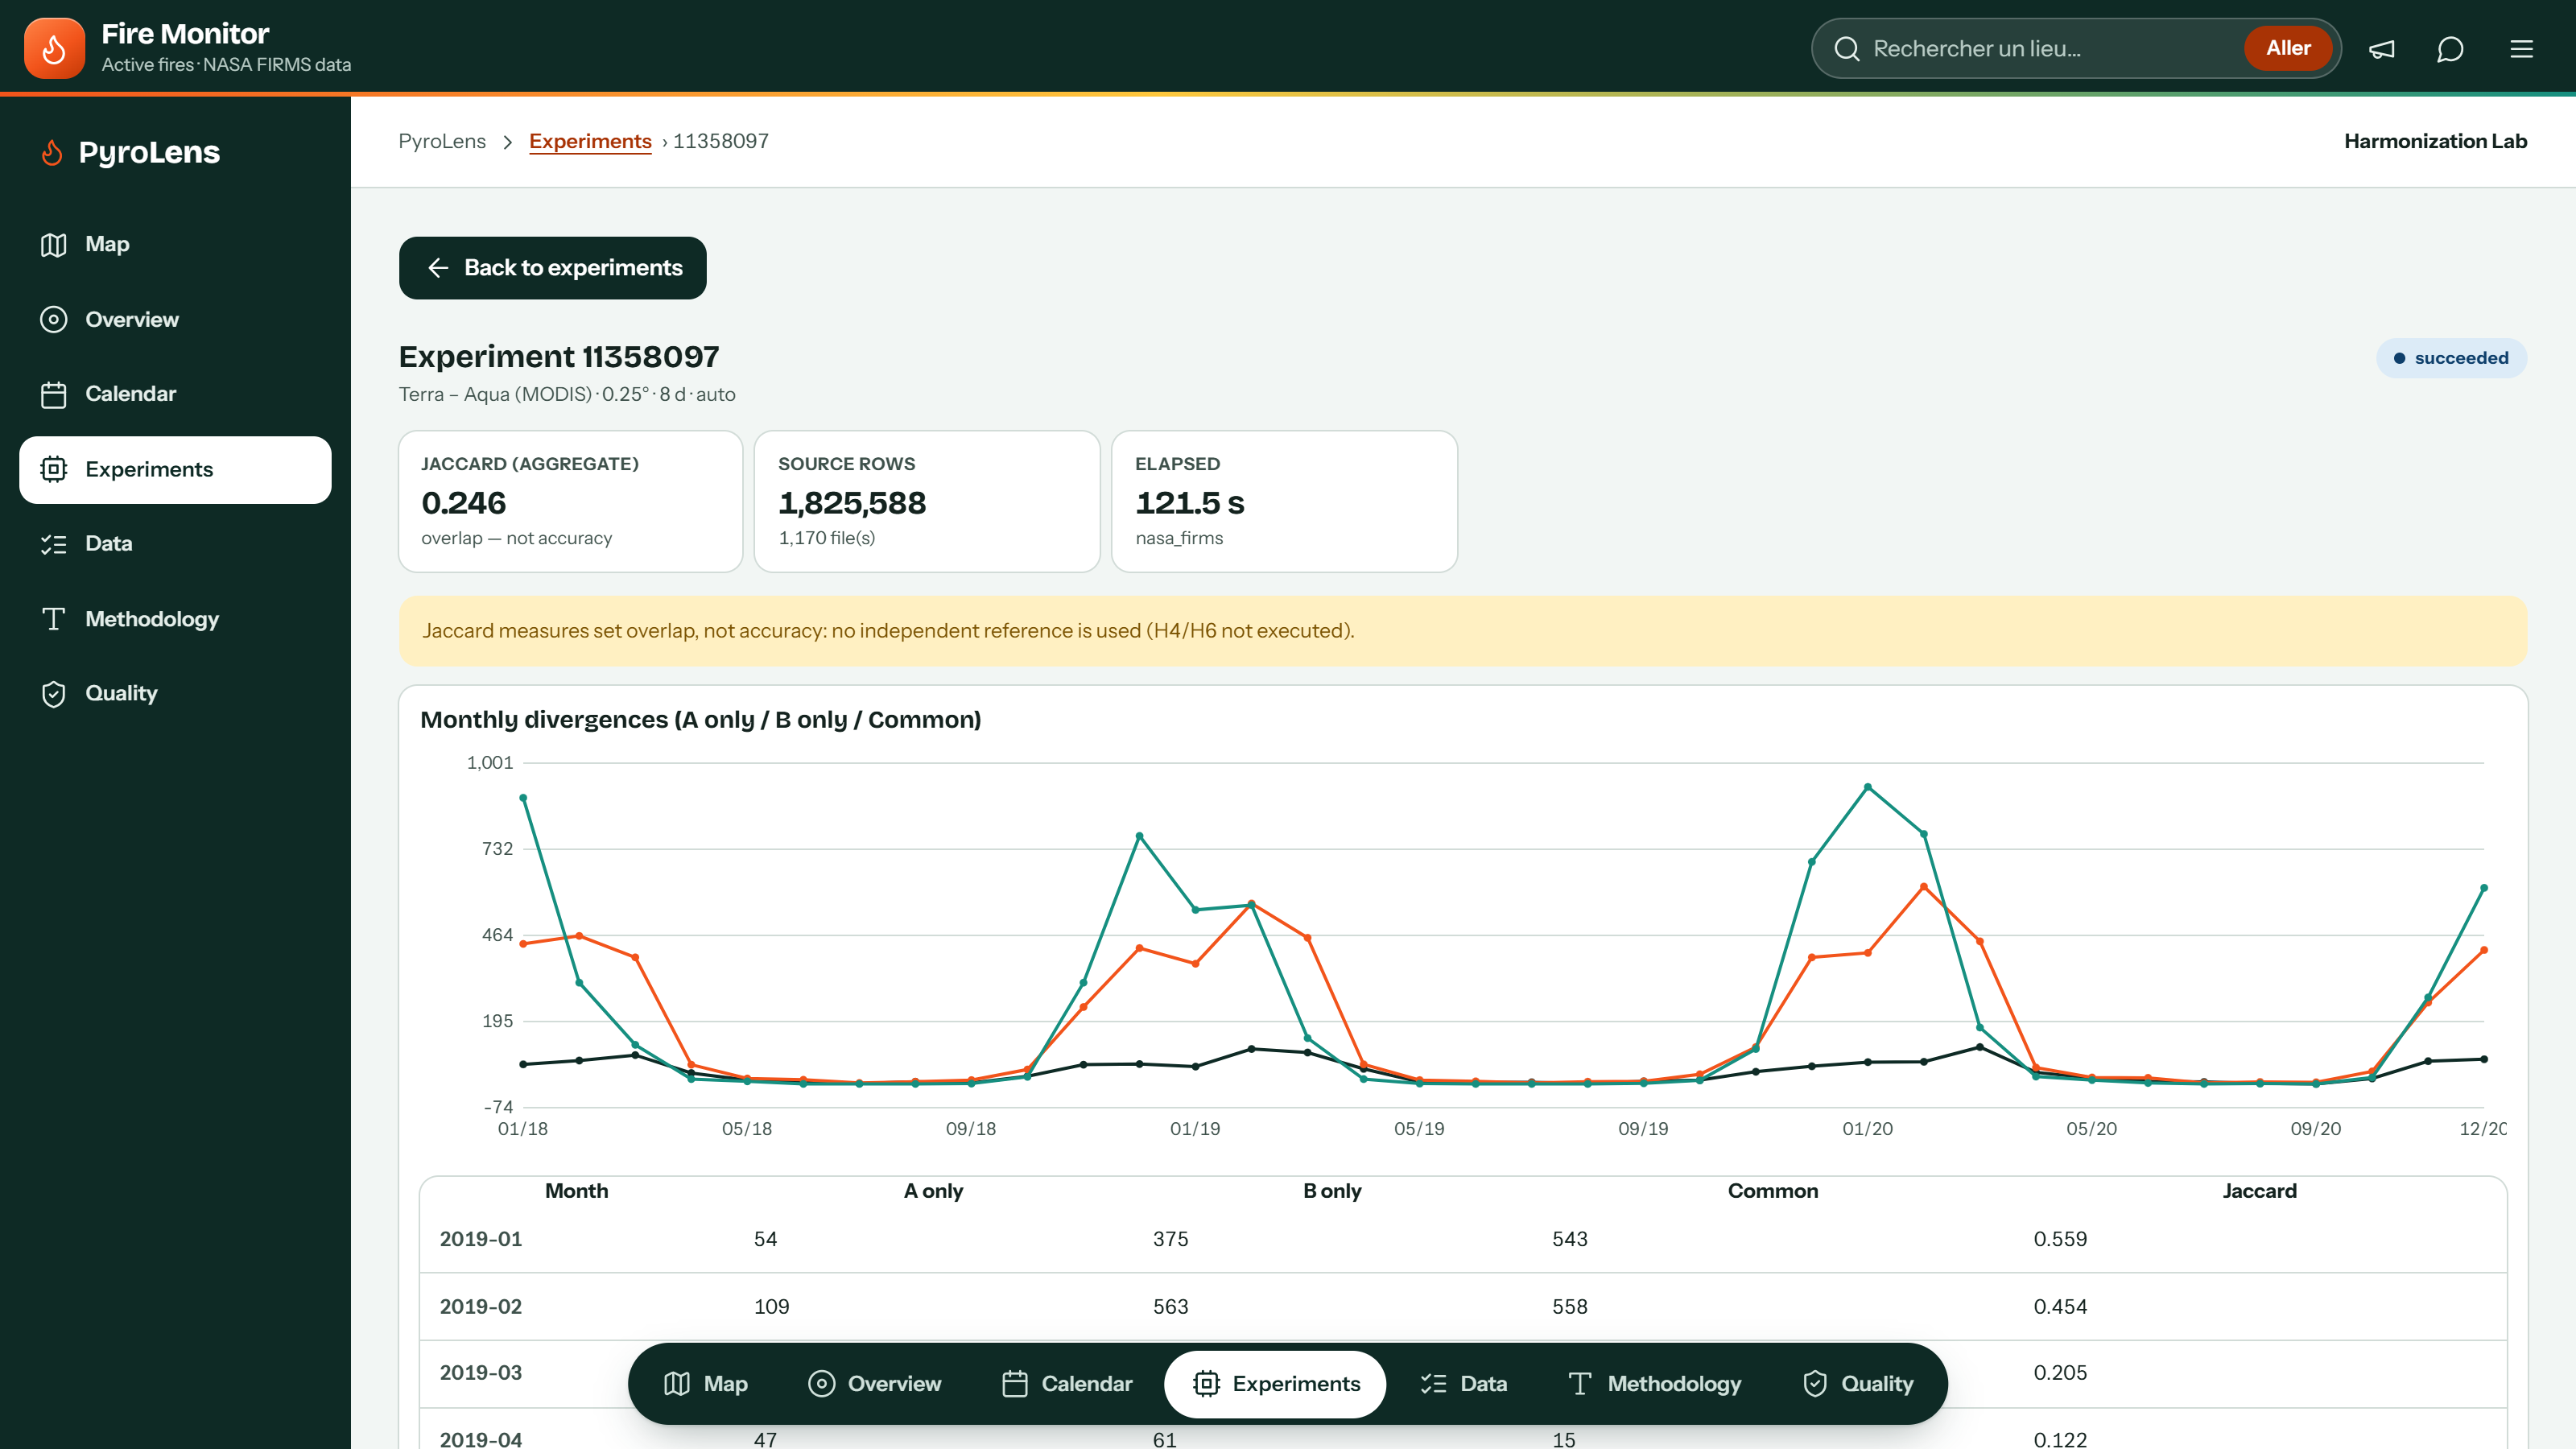 Fire Monitor
Active fires · NASA FIRMS data
Rechercher un lieu...
Aller
PyroLens
Map
Overview
Calendar
Experiments
Data
Methodology
Quality
PyroLens > Experiments › 11358097
Harmonization Lab
Back to experiments
Experiment 11358097
succeeded
Terra – Aqua (MODIS) · 0.25° · 8 d · auto
JACCARD (AGGREGATE)
0.246
overlap — not accuracy
SOURCE ROWS
1,825,588
1,170 file(s)
ELAPSED
121.5 s
nasa_firms
Jaccard measures set overlap, not accuracy: no independent reference is used (H4/H6 not executed).
Monthly divergences (A only / B only / Common)
1,001
732
464
195
-74
01/18 05/18 09/18 01/19 05/19 09/19 01/20 05/20 09/20 12/20
Month A only B only Common Jaccard
2019-01 54 375 543 0.559
2019-02 109 563 558 0.454
2019-03 0.205
Map Overview Calendar Experiments Data Methodology Quality
2019-04 47 61 15 0.122